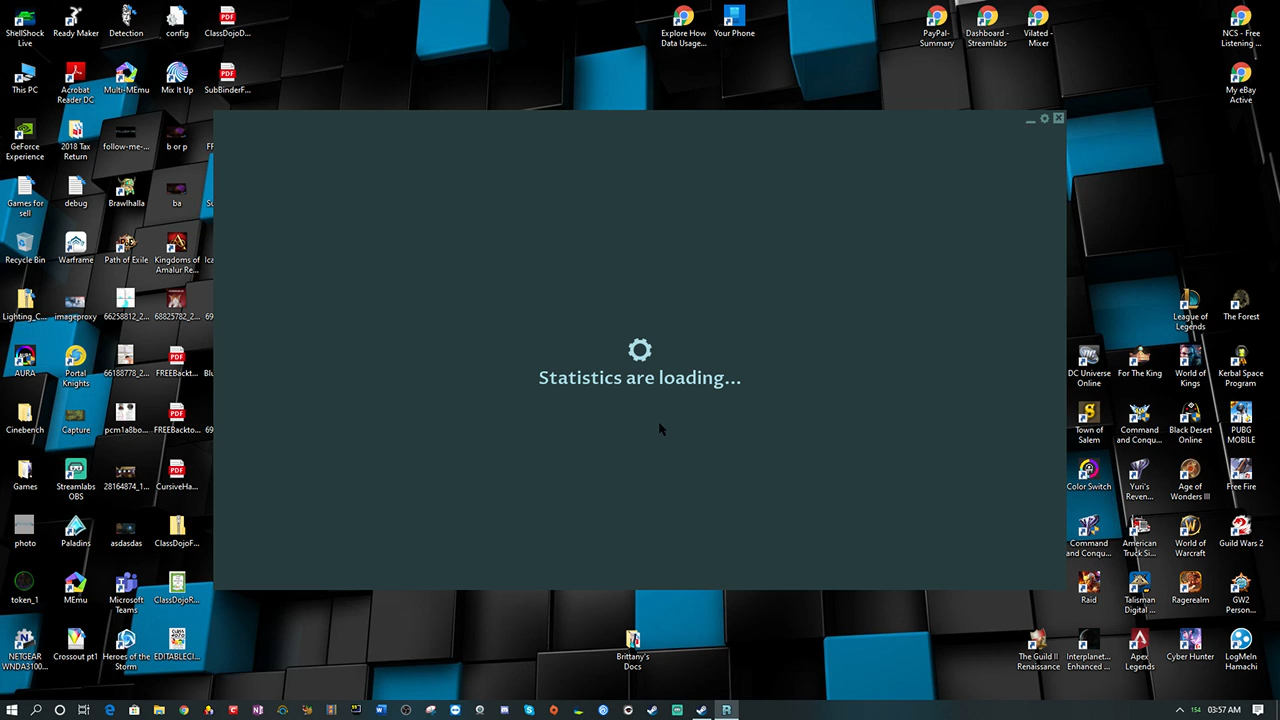 ShellShock
Live
Ready Maker
Detection
config
ClassDojoD...
Explore How
Data Usage...
Your Phone
PayPal-
Summary
Dashboard -
Streamlabs
Vilated -
Mixer
NCS - Free
Listening ...
This PC
Acrobat
Reader DC
Multi-MEmu
Mix It Up
SubBinderF...
My eBay
Active
GeForce
Experience
2018 Tax
Return
follow-me-...
b or p
Games for
sell
debug
Brawlhalla
ba
Recycle Bin
Warframe
Path of Exile
Kingdoms of
Amalur Re...
Lighting_C...
imageproxy
66258812_2...
68825782_2...
League of
Legends
The Forest
AURA
Portal
Knights
66188778_2...
FREEBackt...
DC Universe
Online
For The King
World of
Kings
Kerbal Space
Program
Statistics are loading...
Cinebench
Capture
pcm1a8bo...
FREEBackto...
Town of
Salem
Command
and Conqu...
Black Desert
Online
PUBG
MOBILE
Games
Streamlabs
OBS
28164874_1...
CursiveHa...
Color Switch
Yuri's
Reven...
Age of
Wonders III
Free Fire
photo
Paladins
asdasdas
ClassDojoF...
Command
and Conqu...
American
Truck Si...
World of
Warcraft
Guild Wars 2
token_1
MEmu
Microsoft
Teams
ClassDojoR...
Raid
Talisman
Digital ...
Ragerealm
GW2
Person...
NETGEAR
WNDA3100...
Crossout pt1
Heroes of the
Storm
EDITABLECl...
Brittany's
Docs
The Guild II
Renaissance
Interplanet...
Enhanced ...
Apex
Legends
Cyber Hunter
LogMeIn
Hamachi
154
03:57 AM